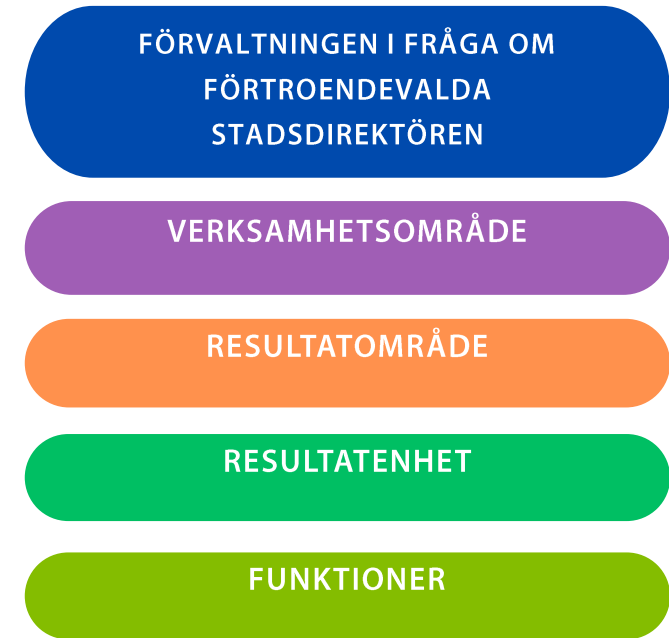 FÖRVALTNINGEN I FRÅGA OM
FÖRTROENDEVALDA
STADSDIREKTÖREN
VERKSAMHETSOMRÅDE
RESULTATOMRÅDE
RESULTATENHET
FUNKTIONER